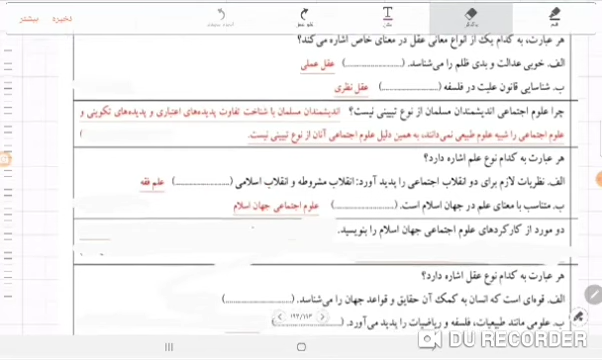 ذخیره بیشتر
هر عبارت، به کدام یک از انواع معانی عقل در معنای خاص اشاره می‌کند؟
الف. خوبی عدالت و بدی ظلم را می‌شناسد. (....................) عقل عملی
ب. شناسایی قانون علیت در فلسفه (....................) عقل نظری
چرا علوم اجتماعی اندیشمندان مسلمان از نوع تبیینی نیست؟ اندیشمندان مسلمان با شناخت تفاوت پدیده‌های اعتباری و پدیده‌های تکوینی و
علوم اجتماعی را شبیه علوم طبیعی نمی‌دانند، به همین دلیل علوم اجتماعی آنان از نوع تبیینی نیست.
هر عبارت به کدام نوع علم اشاره دارد؟
الف. نظریات لازم برای دو انقلاب اجتماعی را پدید آورد: انقلاب مشروطه و انقلاب اسلامی (....................) علم فقه
ب. متناسب با معنای علم در جهان اسلام است. (....................) علوم اجتماعی جهان اسلام
دو مورد از کارکردهای علوم اجتماعی جهان اسلام را بنویسید.
هر عبارت به کدام نوع عقل اشاره دارد؟
الف. قوه‌ای است که انسان به کمک آن حقایق و قواعد جهان را می‌شناسد. (....................)
ب. علومی مانند طبیعیات، فلسفه و ریاضیات را پدید می‌آورد. (....................)
DU RECORDER